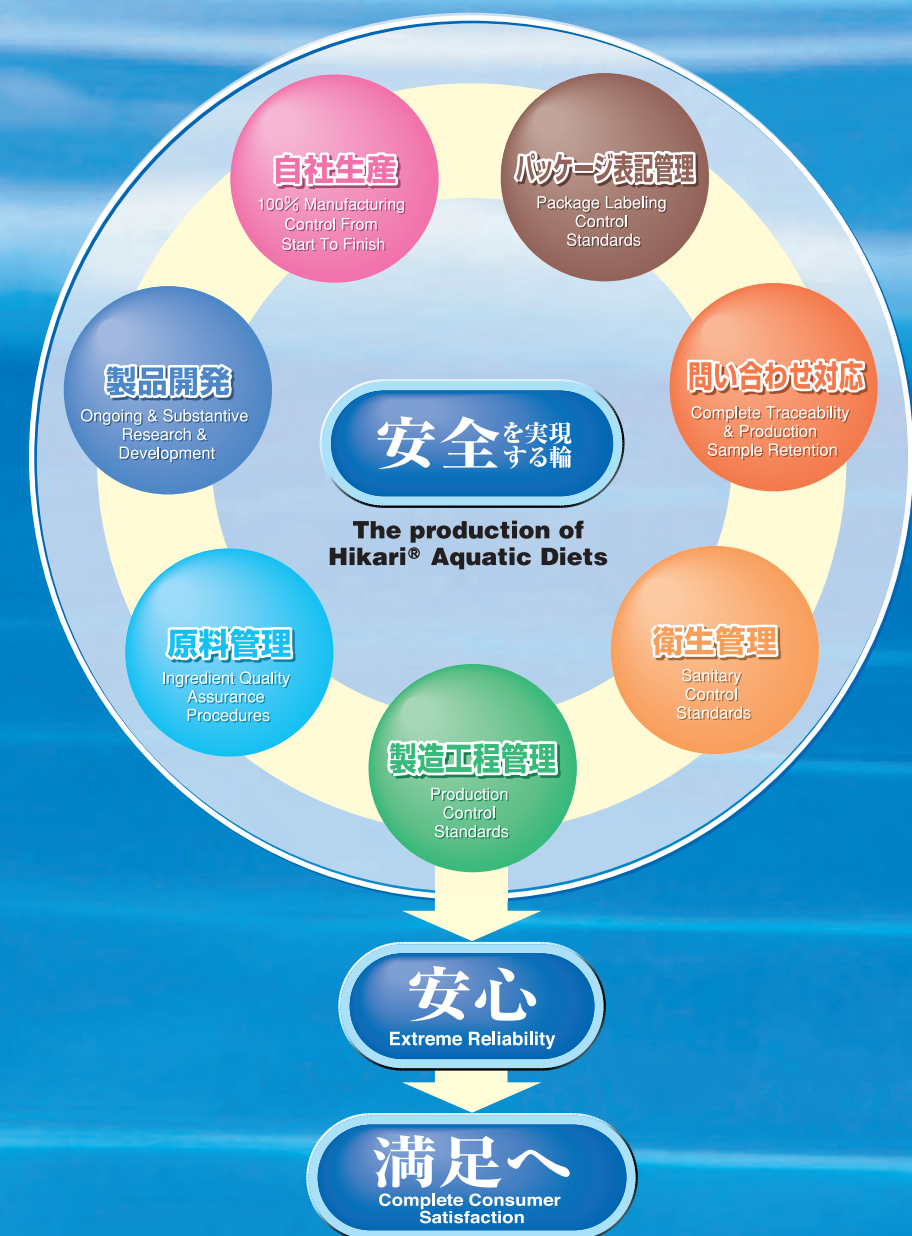 自社生産
100% Manufacturing
Control From
Start To Finish
パッケージ表記管理
Package Labeling
Control
Standards
製品開発
Ongoing & Substantive
Research &
Development
問い合わせ対応
Complete Traceability
& Production
Sample Retention
安全を実現
する輪
The production of
Hikari® Aquatic Diets
原料管理
Ingredient Quality
Assurance
Procedures
衛生管理
Sanitary
Control
Standards
製造工程管理
Production
Control
Standards
安心
Extreme Reliability
満足へ
Complete Consumer
Satisfaction